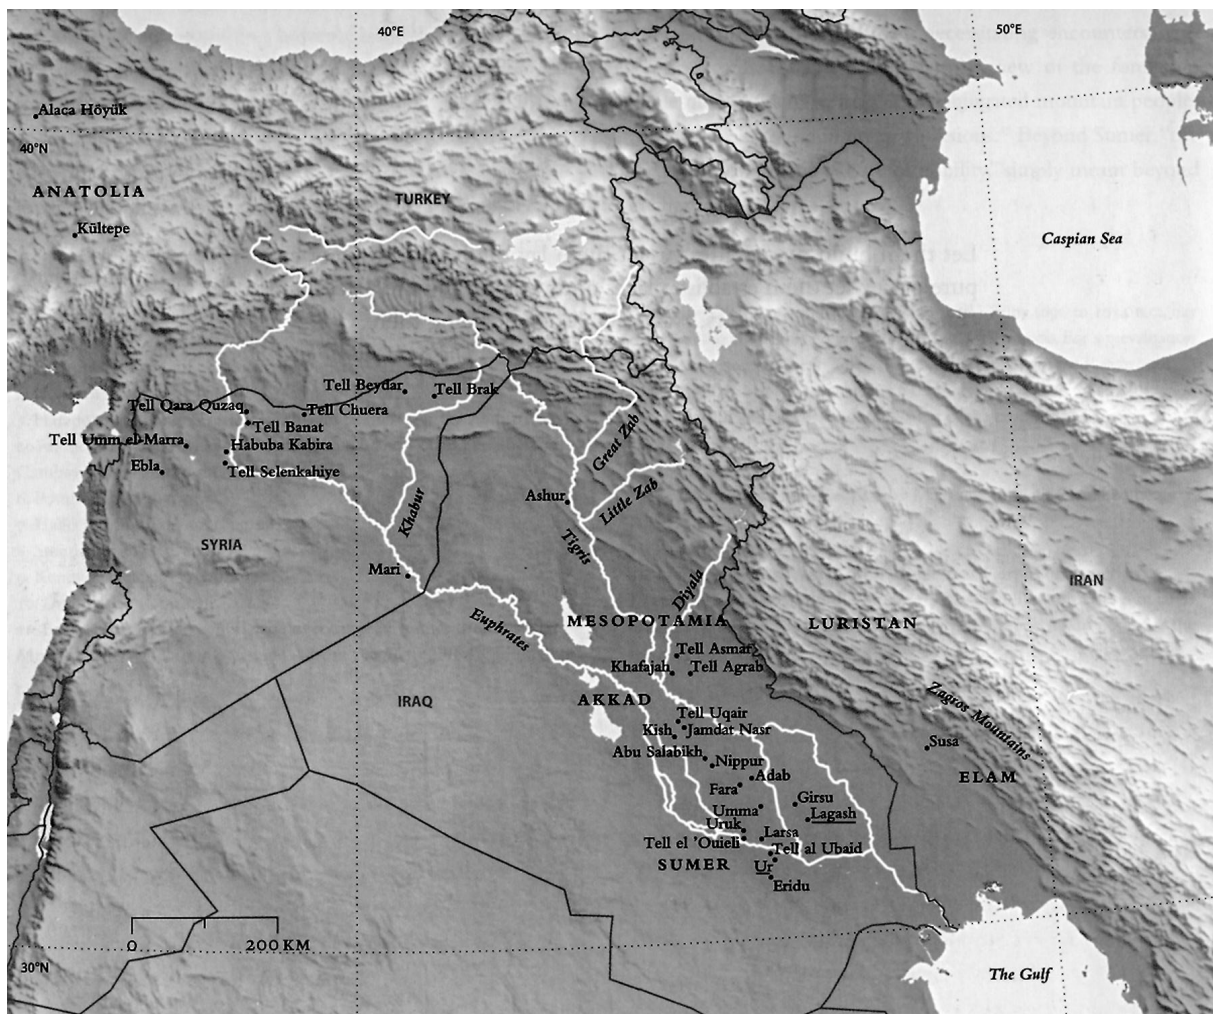 40°E
50°E
Alaca Höyük
40°N
ANATOLIA
TURKEY
Kültepe
Caspian Sea
Tell Beydar
Tell Brak
Tell Qara Quzaq
Tell Chuera
Tell Banat
Tell Umm el-Marra
Habuba Kabira
Ebla
Tell Selenkahiye
Great Zab
Ashur
Little Zab
Khabur
SYRIA
Tigris
Mari
Diyala
IRAN
Euphrates
MESOPOTAMIA
LURISTAN
Tell Asmar
Khafajah
Tell Agrab
IRAQ
AKKAD
Zagros Mountains
Tell Uqair
Kish
Jamdat Nasr
Susa
Abu Salabikh
Nippur
ELAM
Adab
Fara
Girsu
Umma
Lagash
Uruk
Larsa
Tell el 'Ouieli
Tell al Ubaid
SUMER
Ur
Eridu
0
200 KM
30°N
The Gulf